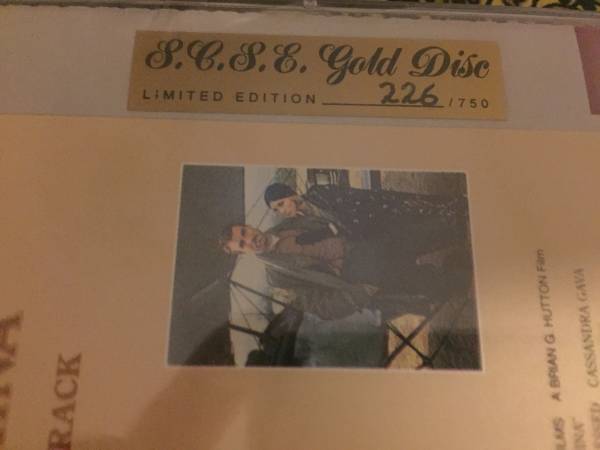 S.C.S.E. Gold Disc
LiMITED EDITION 226 /750
RACK
A BRIAN G. HUTTON Film
CASSANDRA GAVA